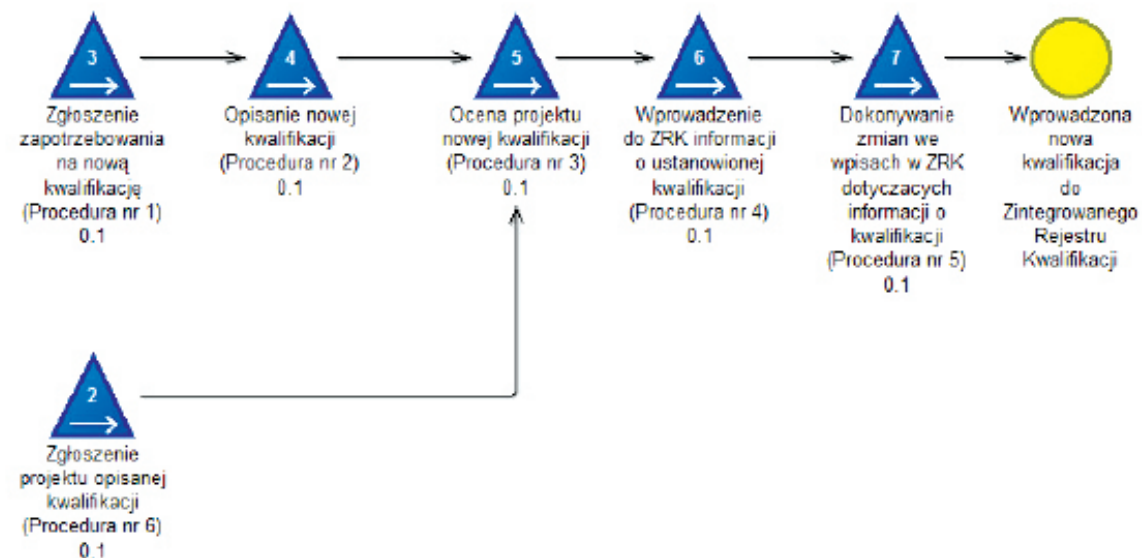 3
Zgłoszenie
zapotrzebowania
na nową
kwalifikację
(Procedura nr 1)
0.1
4
Opisanie nowej
kwalifikacji
(Procedura nr 2)
0.1
5
Ocena projektu
nowej kwalifikacji
(Procedura nr 3)
0.1
6
Wprowadzenie
do ZRK informacji
o ustanowionej
kwalifikacji
(Procedura nr 4)
0.1
7
Dokonywanie
zmian we
wpisach w ZRK
dotyczacych
informacji o
kwalifikacji
(Procedura nr 5)
0.1
Wprowadzona
nowa
kwalifikacja
do
Zintegrowanego
Rejestru
Kwalifikacji
2
Zgłoszenie
projektu opisanej
kwalifikacji
(Procedura nr 6)
0.1